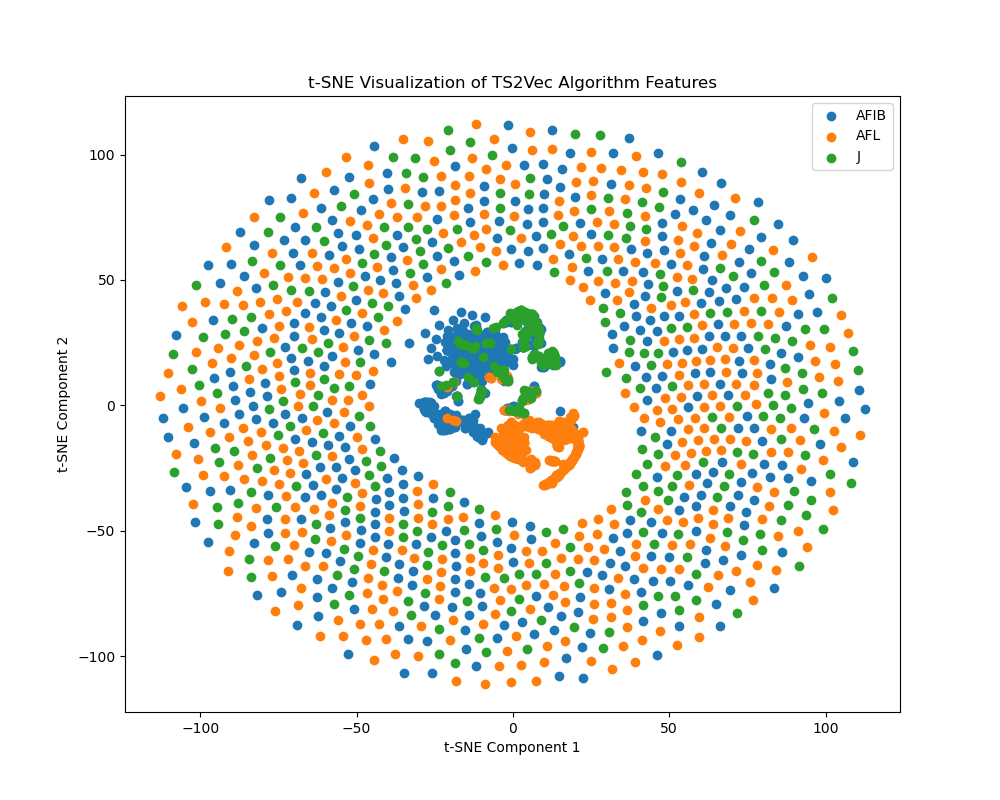 t-SNE Visualization of TS2Vec Algorithm Features
AFIB
AFL
J
100
50
0
−50
−100
t-SNE Component 2
−100
−50
0
50
100
t-SNE Component 1